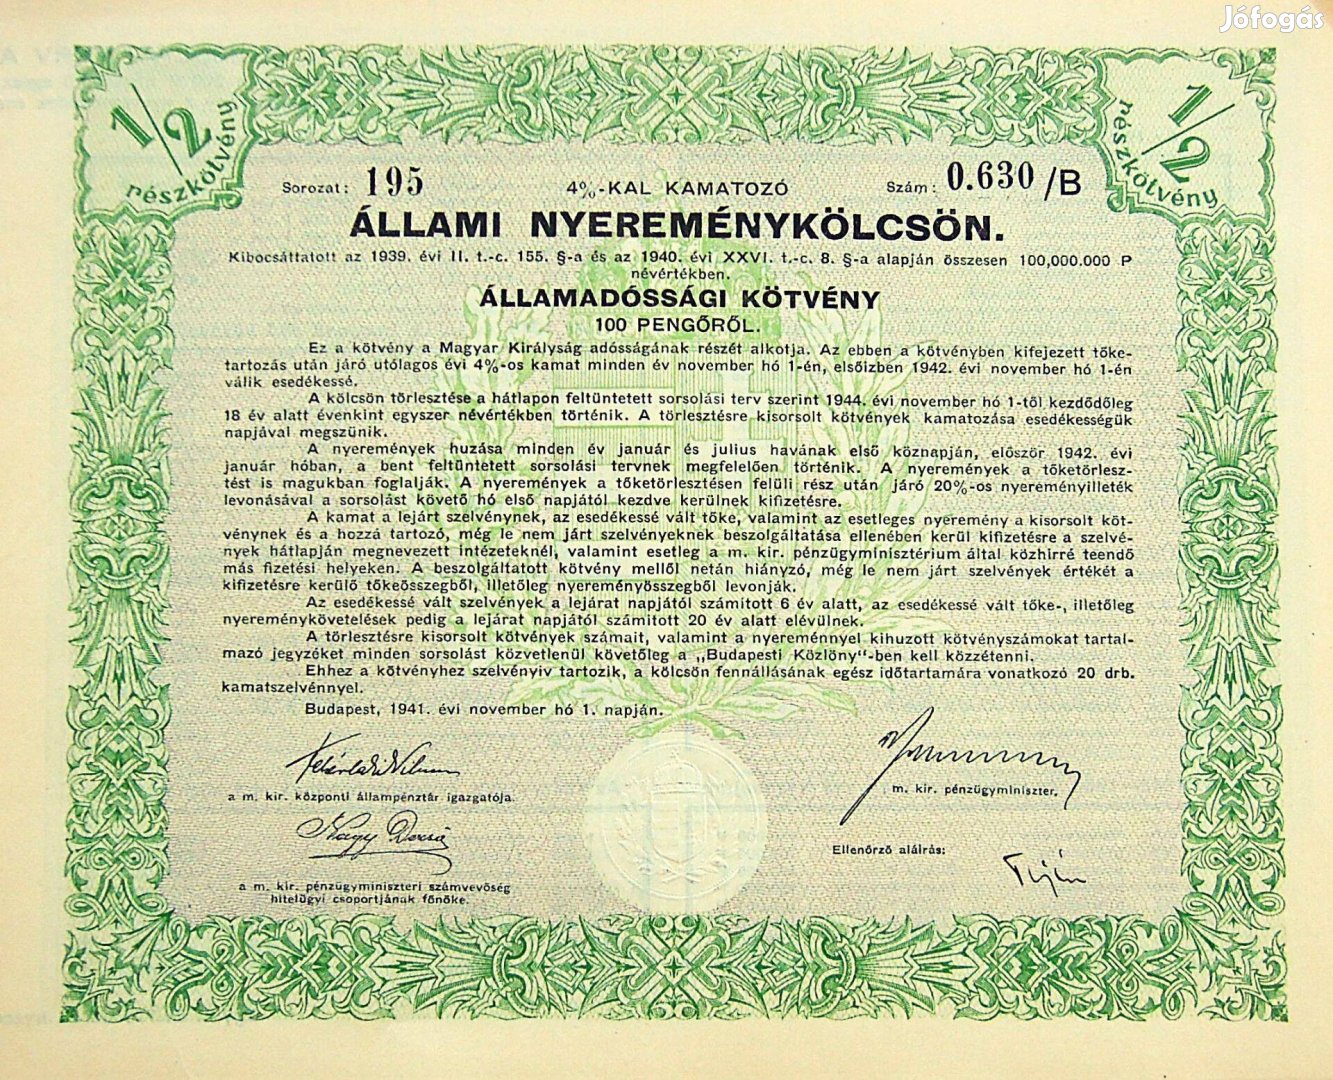 Jófogás
1/2 részkötvény
1/2 részkötvény
Sorozat: 195 4%-KAL KAMATOZÓ Szám: 0.630 /B
ÁLLAMI NYEREMÉNYKÖLCSÖN.
Kibocsáttatott az 1939. évi II. t.-c. 155. §-a és az 1940. évi XXVI. t.-c. 8. §-a alapján összesen 100,000.000 P
névértékben.
ÁLLAMADÓSSÁGI KÖTVÉNY
100 PENGŐRŐL.
Ez a kötvény a Magyar Királyság adósságának részét alkotja. Az ebben a kötvényben kifejezett tőke-
tartozás után járó utólagos évi 4%-os kamat minden év november hó 1-én, elsőízben 1942. évi november hó 1-én
válik esedékessé.
A kölcsön törlesztése a hátlapon feltüntetett sorsolási terv szerint 1944. évi november hó 1-től kezdődőleg
18 év alatt évenkint egyszer névértékben történik. A törlesztésre kisorsolt kötvények kamatozása esedékességük
napjával megszünik.
A nyeremények huzása minden év január és julius havának első köznapján, először 1942. évi
január hóban, a bent feltüntetett sorsolási tervnek megfelelően történik. A nyeremények a tőketörlesz-
tést is magukban foglalják. A nyeremények a tőketörlesztésen felüli rész után járó 20%-os nyereményilleték
levonásával a sorsolást követő hó első napjától kezdve kerülnek kifizetésre.
A kamat a lejárt szelvénynek, az esedékessé vált tőke, valamint az esetleges nyeremény a kisorsolt köt-
vénynek és a hozzá tartozó, még le nem járt szelvényeknek beszolgáltatása ellenében kerül kifizetésre a szelvé-
nyek hátlapján megnevezett intézeteknél, valamint esetleg a m. kir. pénzügyminisztérium által közhirré teendő
más fizetési helyeken. A beszolgáltatott kötvény mellől netán hiányzó, még le nem járt szelvények értékét a
kifizetésre kerülő tőkeösszegből, illetőleg nyereményösszegből levonják.
Az esedékessé vált szelvények a lejárat napjától számított 6 év alatt, az esedékessé vált tőke-, illetőleg
nyereménykövetelések pedig a lejárat napjától számított 20 év alatt elévülnek.
A törlesztésre kisorsolt kötvények számait, valamint a nyereménnyel kihuzott kötvényszámokat tartal-
mazó jegyzéket minden sorsolást közvetlenül követőleg a „Budapesti Közlöny“-ben kell közzétenni.
Ehhez a kötvényhez szelvényiv tartozik, a kölcsön fennállásának egész időtartamára vonatkozó 20 drb.
kamatszelvénnyel.
Budapest, 1941. évi november hó 1. napján.
a m. kir. központi állampénztár igazgatója.
m. kir. pénzügyminiszter.
Nagy Dezső
Ellenőrző aláírás:
a m. kir. pénzügyminiszteri számvevőség
hitelügyi csoportjának főnöke.